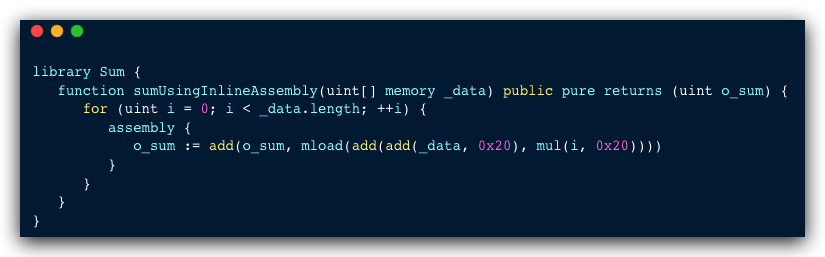 library Sum {
   function sumUsingInlineAssembly(uint[] memory _data) public pure returns (uint o_sum) {
      for (uint i = 0; i < _data.length; ++i) {
         assembly {
            o_sum := add(o_sum, mload(add(add(_data, 0x20), mul(i, 0x20))))
         }
      }
   }
}